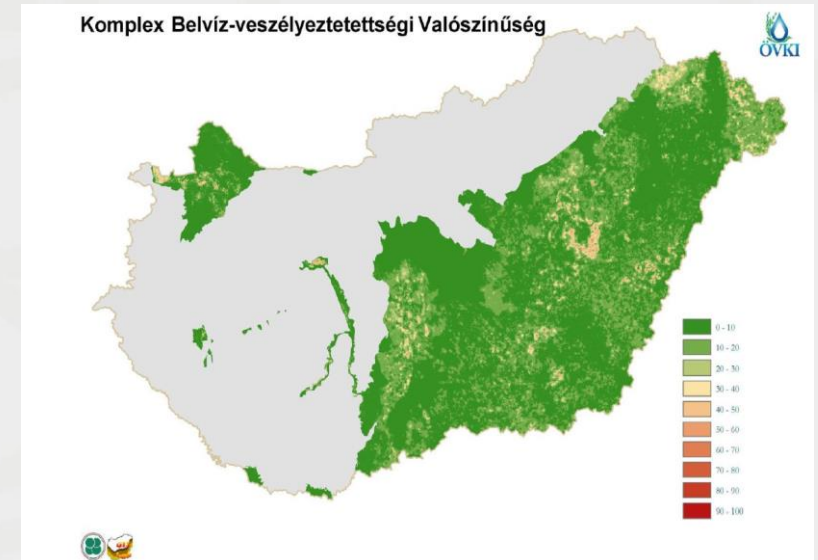 Komplex Belvíz-veszélyeztetettségi Valószínűség
ÖVKI
0 - 10
10 - 20
20 - 30
30 - 40
40 - 50
50 - 60
60 - 70
70 - 80
80 - 90
90 - 100